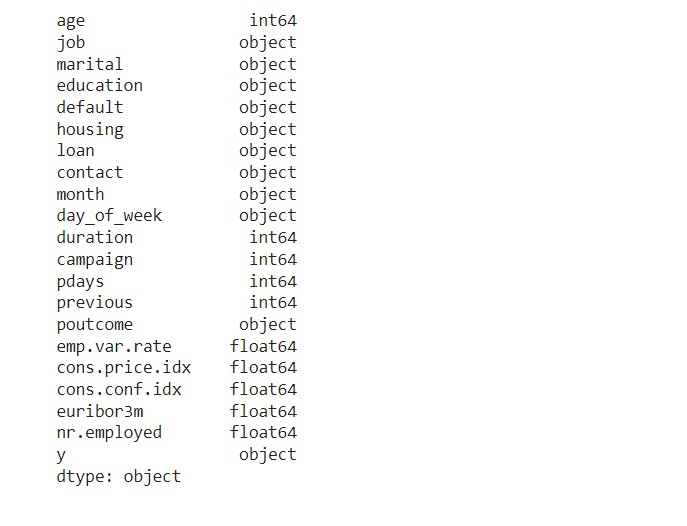 age int64
job object
marital object
education object
default object
housing object
loan object
contact object
month object
day_of_week object
duration int64
campaign int64
pdays int64
previous int64
poutcome object
emp.var.rate float64
cons.price.idx float64
cons.conf.idx float64
euribor3m float64
nr.employed float64
y object
dtype: object